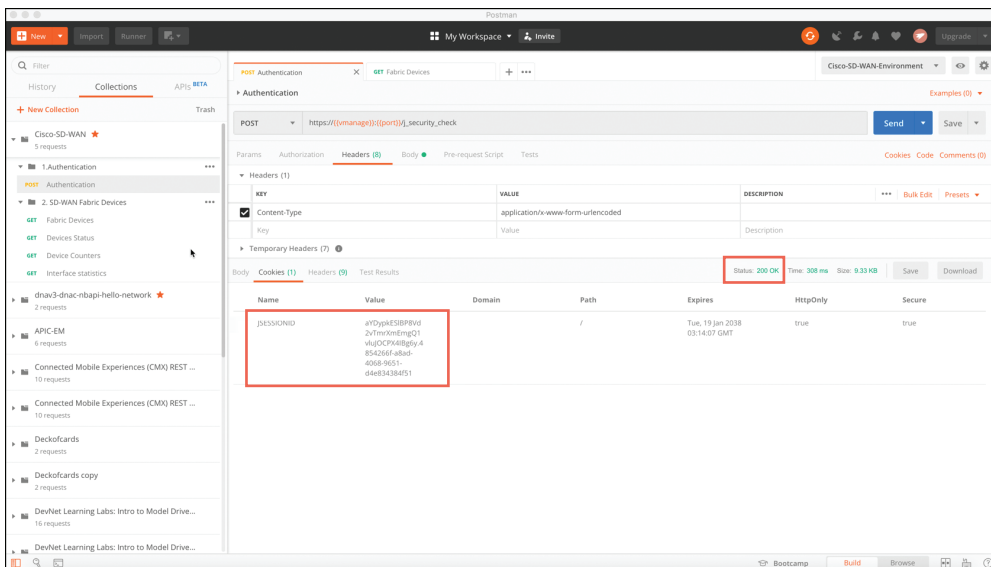 Postman
New
Import
Runner
My Workspace
Invite
Upgrade
Filter
History
Collections
APIs BETA
+ New Collection
Trash
Cisco-SD-WAN
5 requests
1.Authentication
POST Authentication
2. SD-WAN Fabric Devices
GET Fabric Devices
GET Devices Status
GET Device Counters
GET Interface statistics
dnav3-dnac-nbapi-hello-network
2 requests
APIC-EM
6 requests
Connected Mobile Experiences (CMX) REST ...
10 requests
Connected Mobile Experiences (CMX) REST ...
10 requests
Deckofcards
2 requests
Deckofcards copy
2 requests
DevNet Learning Labs: Intro to Model Drive...
16 requests
DevNet Learning Labs: Intro to Model Drive...
POST Authentication
GET Fabric Devices
Cisco-SD-WAN-Environment
Authentication
Examples (0)
POST
https://{{vmanage}}:{{port}}/j_security_check
Send
Save
Params
Authorization
Headers (8)
Body
Pre-request Script
Tests
Cookies Code Comments (0)
Headers (1)
KEY VALUE DESCRIPTION
Bulk Edit Presets
Content-Type application/x-www-form-urlencoded
Key Value Description
Temporary Headers (7)
Body Cookies (1) Headers (9) Test Results
Status: 200 OK Time: 308 ms Size: 9.33 KB
Save
Download
Name Value Domain Path Expires HttpOnly Secure
JSESSIONID aYDypkESlBP8Vd / Tue, 19 Jan 2038 true true
2vTmrXmEmgQ1 03:14:07 GMT
vluJOCPX4IBg6y.4
854266f-a8ad-
4068-9651-
d4e834384f51
Bootcamp
Build
Browse